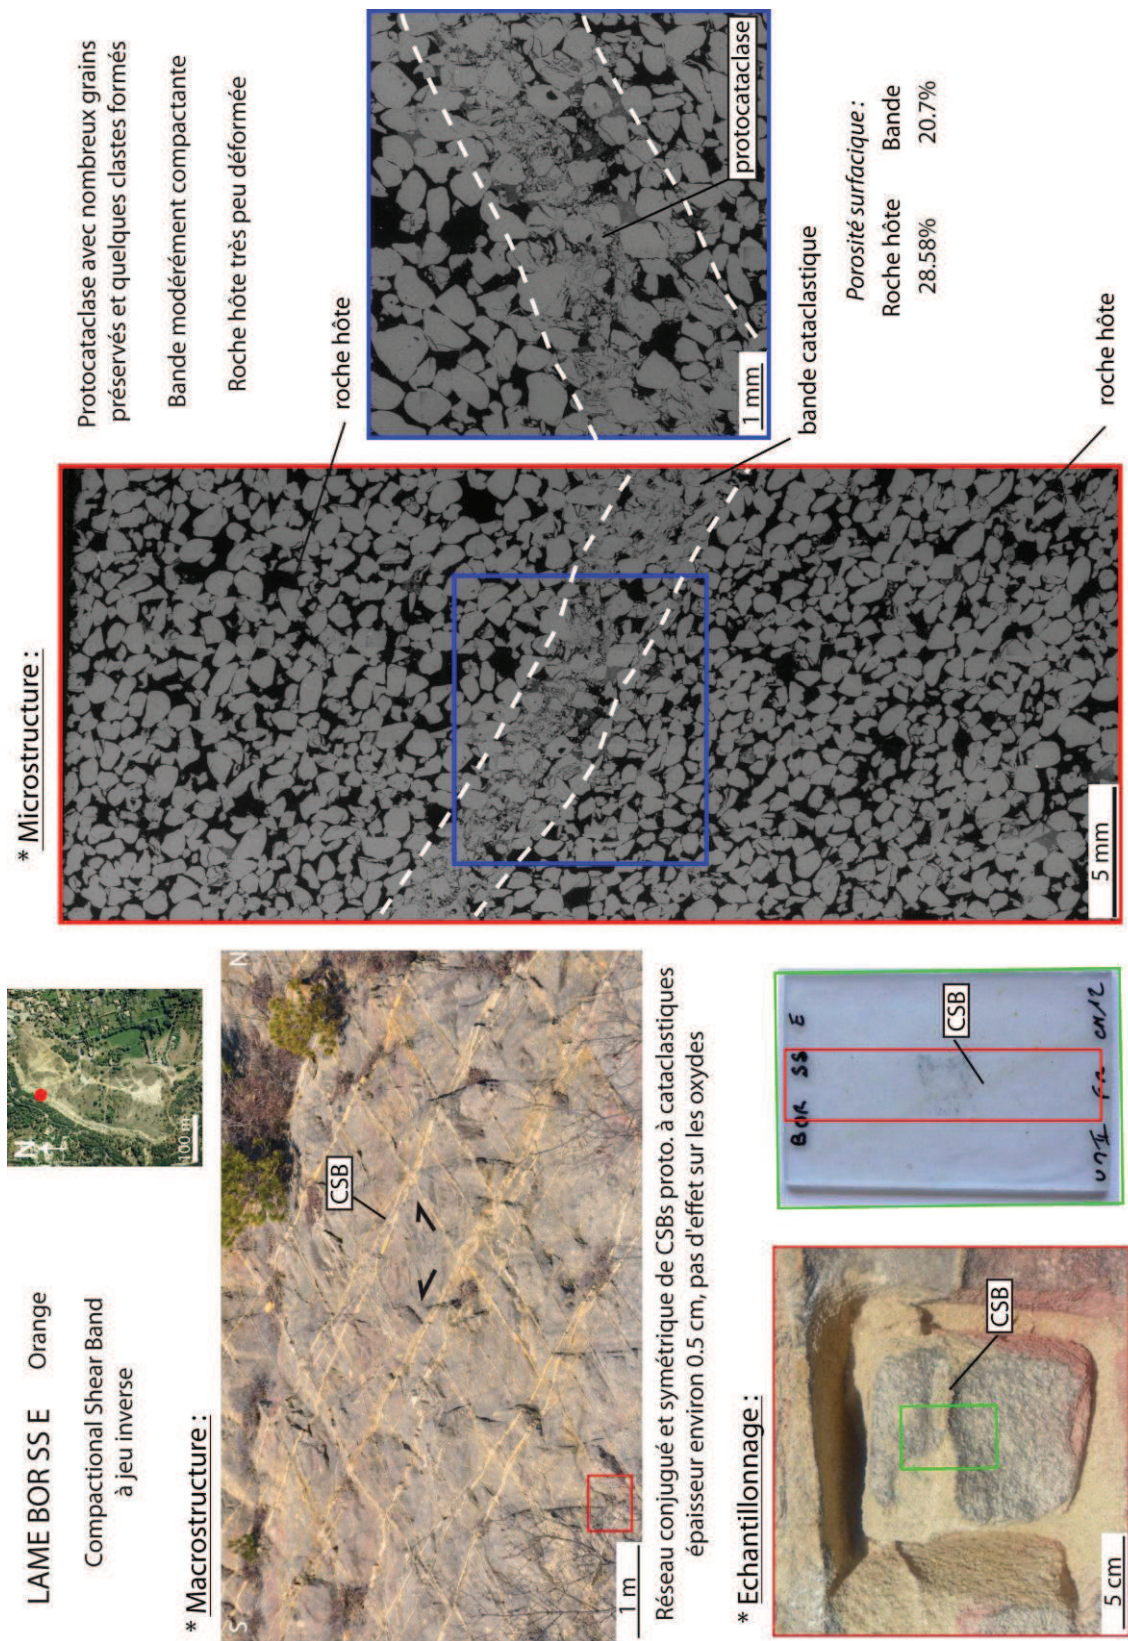 LAME BOR SS E Orange
Compactional Shear Band
à jeu inverse
N
100 m
* Macrostructure :
S
N
CSB
1 m
Réseau conjugué et symétrique de CSBs proto. à cataclastiques
épaisseur environ 0.5 cm, pas d'effet sur les oxydes
* Echantillonnage :
CSB
5 cm
BOR SS E
CSB
CM12
* Microstructure :
roche hôte
bande cataclastique
roche hôte
5 mm
Protocataclase avec nombreux grains
préservés et quelques clastes formés
Bande modérément compactante
Roche hôte très peu déformée
protocataclase
1 mm
Porosité surfacique :
Roche hôte Bande
28.58% 20.7%